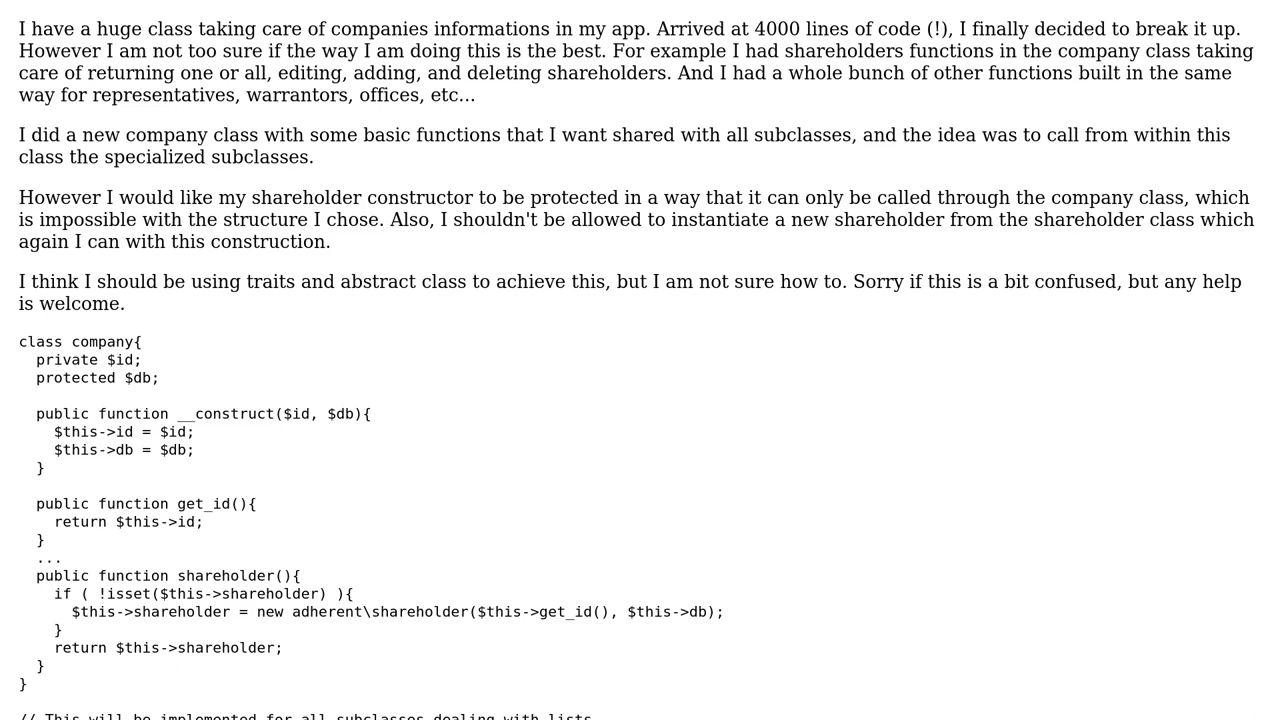 I have a huge class taking care of companies informations in my app. Arrived at 4000 lines of code (!), I finally decided to break it up.
However I am not too sure if the way I am doing this is the best. For example I had shareholders functions in the company class taking
care of returning one or all, editing, adding, and deleting shareholders. And I had a whole bunch of other functions built in the same
way for representatives, warrantors, offices, etc...
I did a new company class with some basic functions that I want shared with all subclasses, and the idea was to call from within this
class the specialized subclasses.
However I would like my shareholder constructor to be protected in a way that it can only be called through the company class, which
is impossible with the structure I chose. Also, I shouldn't be allowed to instantiate a new shareholder from the shareholder class which
again I can with this construction.
I think I should be using traits and abstract class to achieve this, but I am not sure how to. Sorry if this is a bit confused, but any help
is welcome.
class company{
  private $id;
  protected $db;
  public function __construct($id, $db){
    $this->id = $id;
    $this->db = $db;
  }
  public function get_id(){
    return $this->id;
  }
  ...
  public function shareholder(){
    if ( !isset($this->shareholder) ){
      $this->shareholder = new adherent\shareholder($this->get_id(), $this->db);
    }
    return $this->shareholder;
  }
}
// This will be implemented for all subclasses dealing with lists